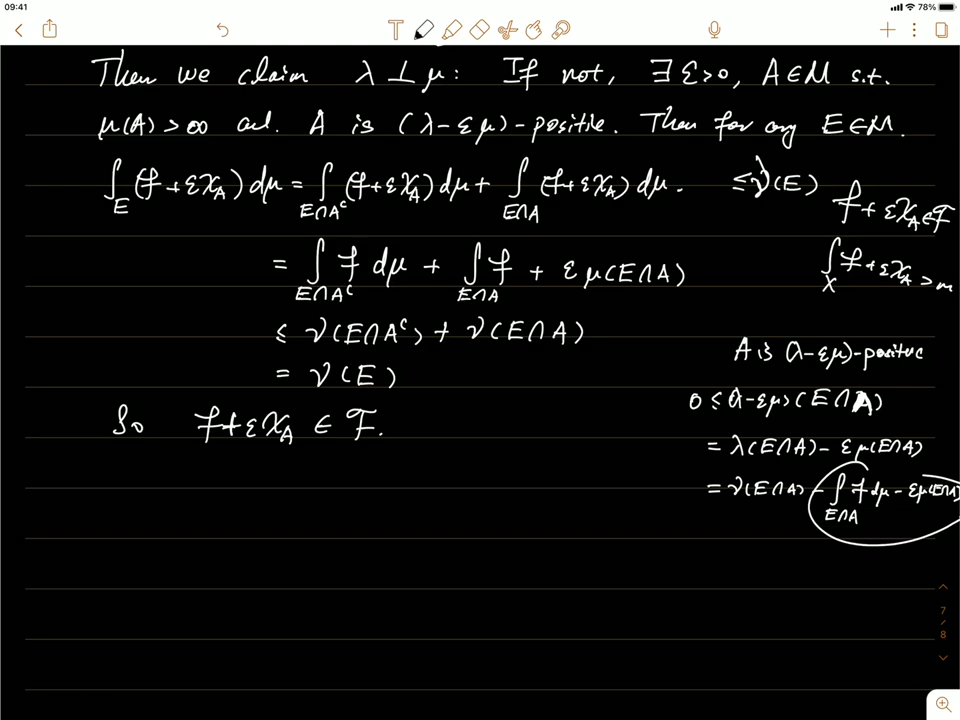 09:41
78%
Then we claim λ ⊥ μ: If not, ∃ ε>0, A∈M s.t.
μ(A) > ∞ and. A is (λ-εμ)-positie. Then for any E∈M.
∫_E (f+εχ_A) dμ = ∫_{E∩A^c} (f+εχ_A) dμ + ∫_{E∩A} (f+εχ_A) dμ. ≤ ν(E)
f+εχ_A ∈ F
= ∫_{E∩A^c} f dμ + ∫_{E∩A} f + ε μ(E∩A)
∫_X f+εχ_A > m
≤ ν(E∩A^c) + ν(E∩A)
= ν(E)
So f+εχ_A ∈ F.
A is (λ-εμ)-positive
0 ≤ (λ-εμ)(E∩A)
= λ(E∩A) - εμ(E∩A)
= ν(E∩A) - ∫_{E∩A} f dμ - εμ(E∩A)
7
/
8